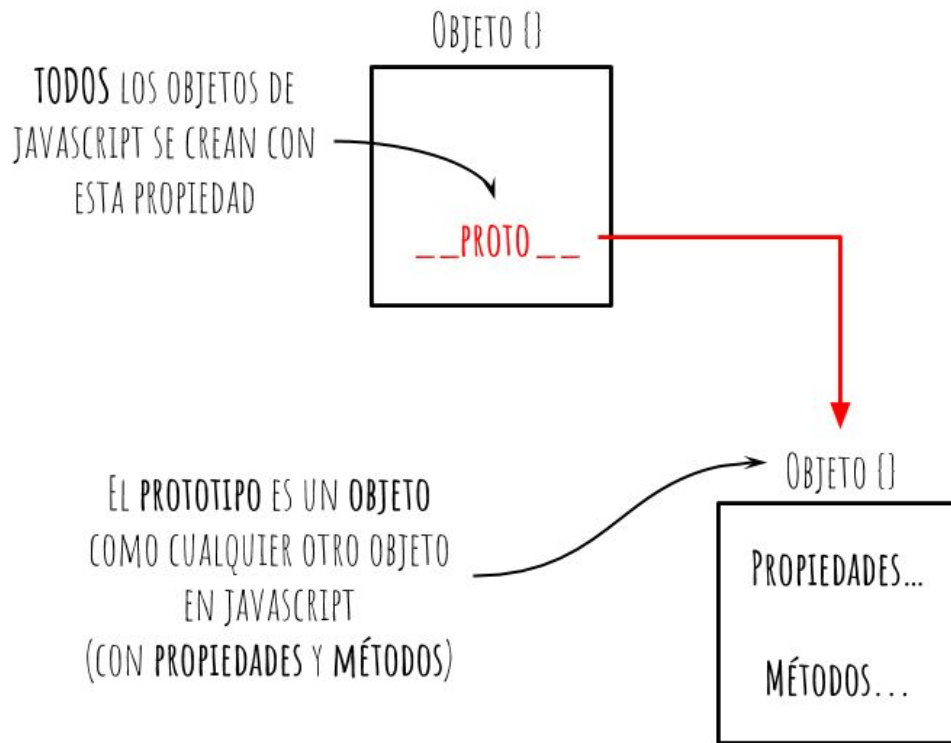 Objeto {}
TODOS los objetos de
javascript se crean con
esta propiedad
__proto__
Objeto {}
El prototipo es un objeto
como cualquier otro objeto
en javascript
(con propiedades y métodos)
Propiedades...
Métodos...